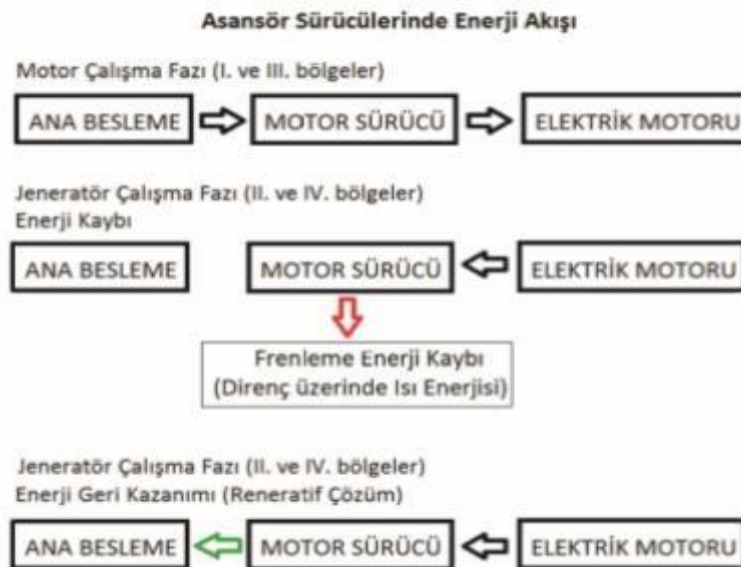 Asansör Sürücülerinde Enerji Akışı
Motor Çalışma Fazı (I. ve III. bölgeler)
ANA BESLEME MOTOR SÜRÜCÜ ELEKTRİK MOTORU
Jeneratör Çalışma Fazı (II. ve IV. bölgeler)
Enerji Kaybı
ANA BESLEME MOTOR SÜRÜCÜ ELEKTRİK MOTORU
Frenleme Enerji Kaybı
(Direnç üzerinde Isı Enerjisi)
Jeneratör Çalışma Fazı (II. ve IV. bölgeler)
Enerji Geri Kazanımı (Reneratif Çözüm)
ANA BESLEME MOTOR SÜRÜCÜ ELEKTRİK MOTORU